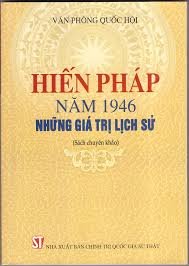 VĂN PHÒNG QUỐC HỘI
HIẾN PHÁP
NĂM 1946
NHỮNG GIÁ TRỊ LỊCH SỬ
(Sách chuyên khảo)
ST NHÀ XUẤT BẢN CHÍNH TRỊ QUỐC GIA SỰ THẬT